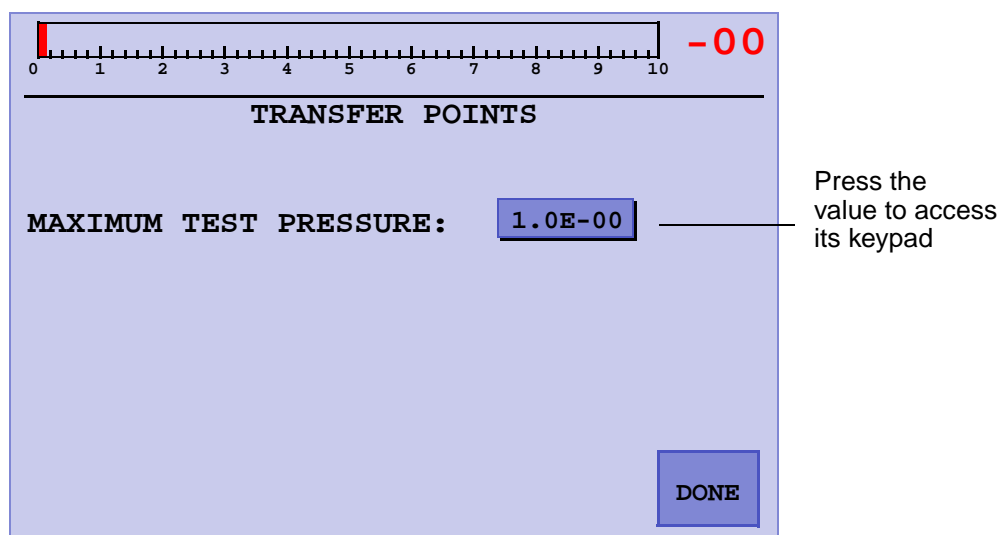 -00
0 1 2 3 4 5 6 7 8 9 10
TRANSFER POINTS
MAXIMUM TEST PRESSURE: 1.0E-00
Press the
value to access
its keypad
DONE